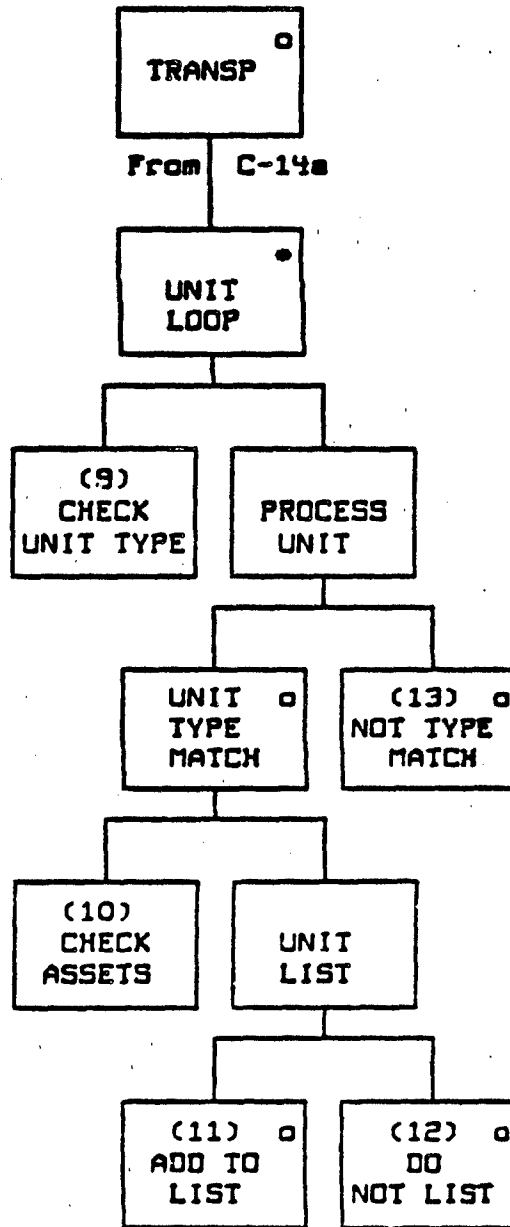 TRANSP o
From C-14a
*
UNIT
LOOP
(9)
CHECK
UNIT TYPE
PROCESS
UNIT
UNIT o
TYPE
MATCH
(13) o
NOT TYPE
MATCH
(10)
CHECK
ASSETS
UNIT
LIST
(11) o
ADD TO
LIST
(12) o
DO
NOT LIST